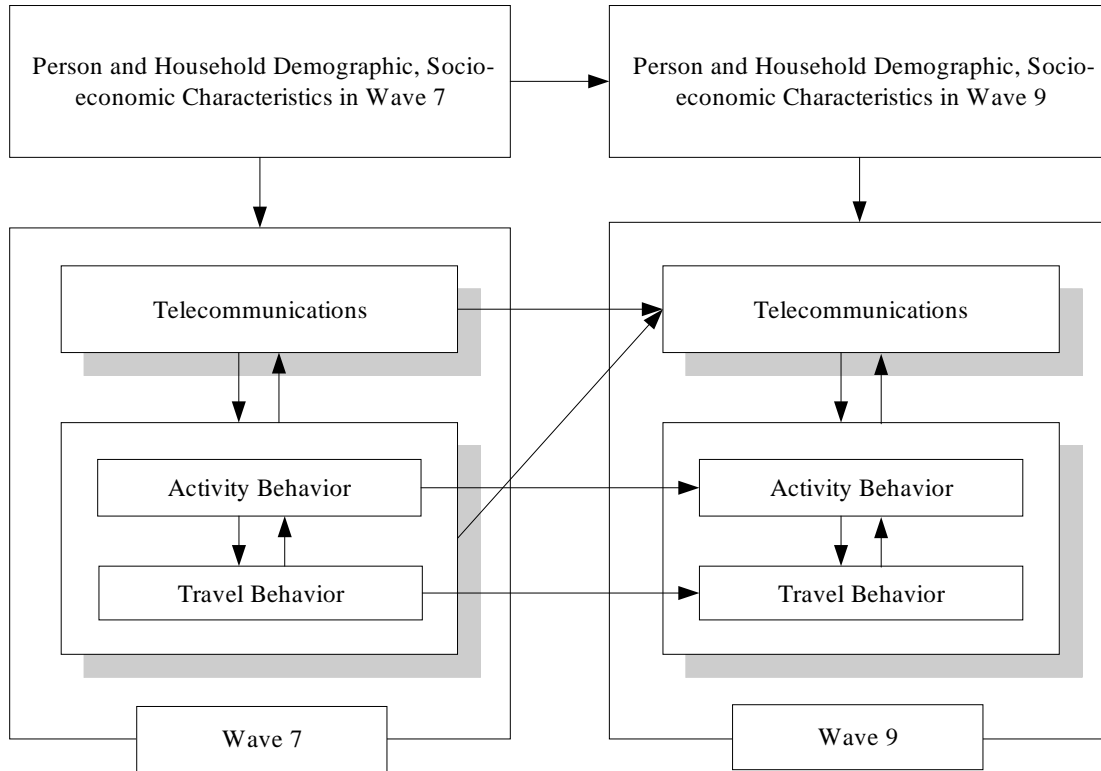 Person and Household Demographic, Socio-
economic Characteristics in Wave 7
Person and Household Demographic, Socio-
economic Characteristics in Wave 9
Telecommunications
Telecommunications
Activity Behavior
Activity Behavior
Travel Behavior
Travel Behavior
Wave 7
Wave 9